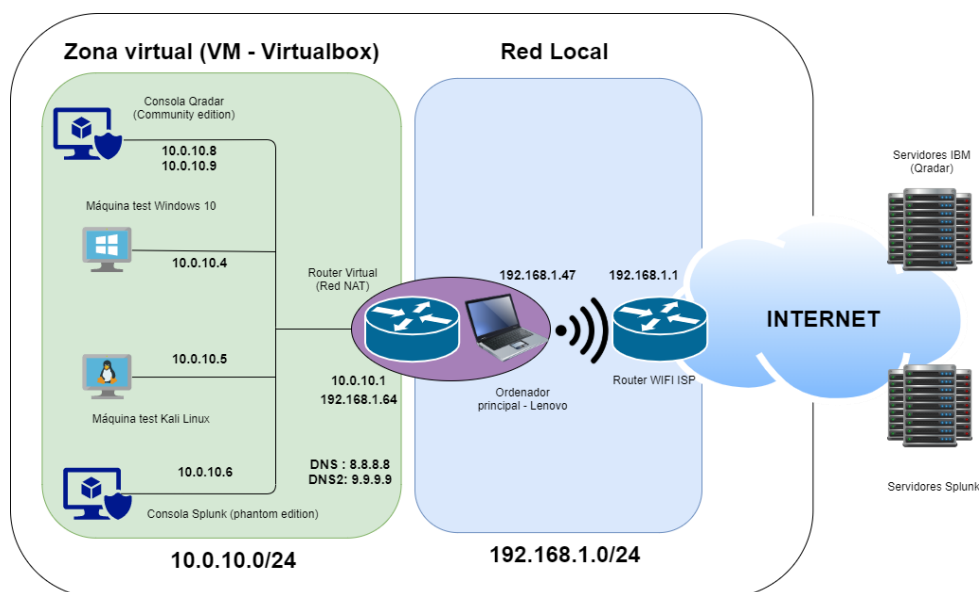 Zona virtual (VM - Virtualbox)
Red Local
Consola Qradar
(Community edition)
10.0.10.8
10.0.10.9
Máquina test Windows 10
10.0.10.4
Router Virtual
(Red NAT)
192.168.1.47
192.168.1.1
Servidores IBM
(Qradar)
INTERNET
10.0.10.5
Máquina test Kali Linux
10.0.10.1
192.168.1.64
Ordenador
principal - Lenovo
Router WIFI ISP
10.0.10.6
DNS : 8.8.8.8
DNS2: 9.9.9.9
Consola Splunk (phantom edition)
Servidores Splunk
10.0.10.0/24
192.168.1.0/24